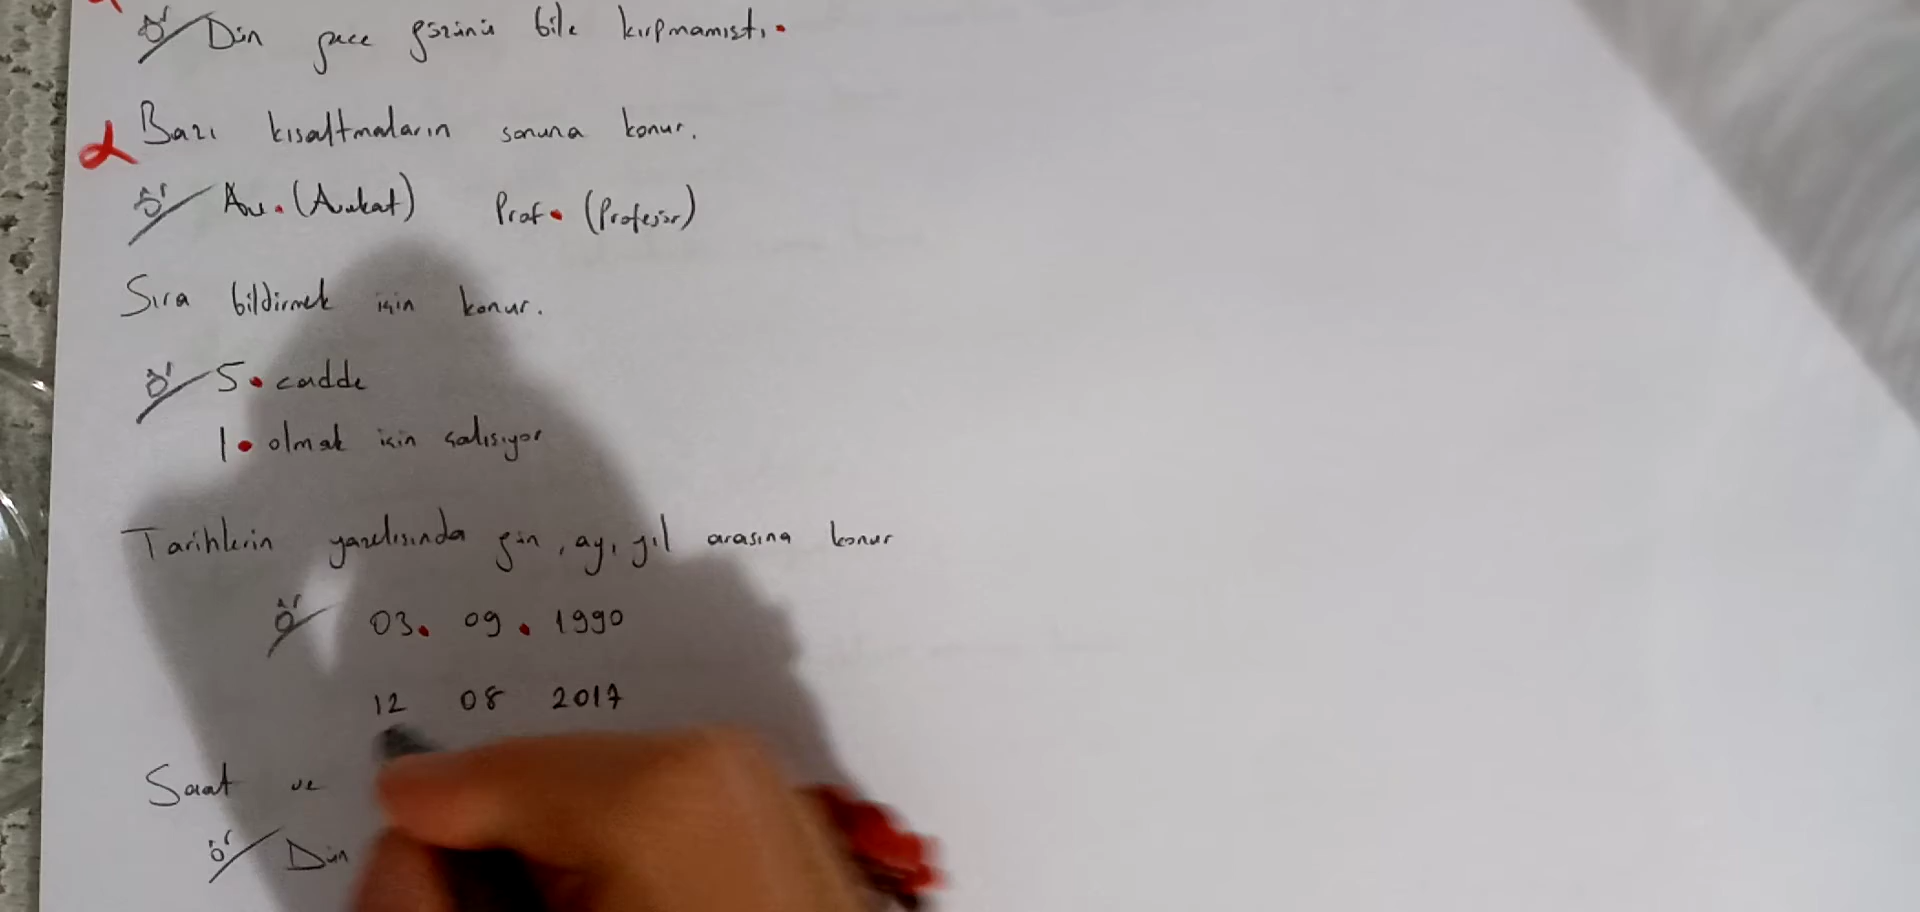 Ör/ Dün gece gözünü bile kırpmamıştı.
Bazı kısaltmaların sonuna konur.
Ör/ Av. (Avukat) Prof. (Profesör)
Sıra bildirmek için konur.
Ör/ 5. cadde
1. olmak için çalışıyor
Tarihlerin yazılışında gün, ay, yıl arasına konur
Ör/ 03. 09. 1990
12 08 2017
Saat ve
Ör/ Dün